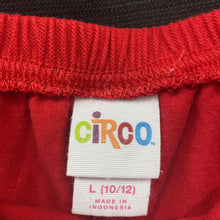 circo
L (10/12)
MADE IN
INDONESIA